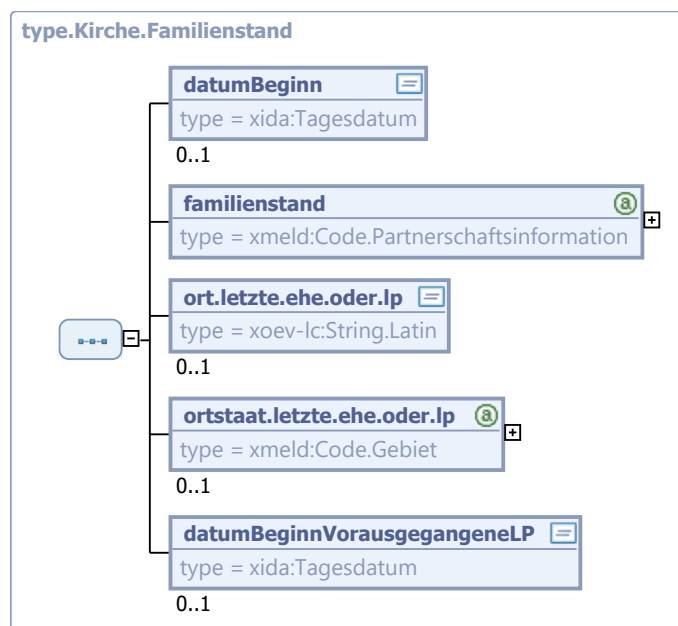 type.Kirche.Familienstand
datumBeginn
type = xida:Tagesdatum
0..1
familienstand
type = xmeld:Code.Partnerschaftsinformation
ort.letzte.ehe.oder.lp
type = xoev-lc:String.Latin
0..1
ortstaat.letzte.ehe.oder.lp
type = xmeld:Code.Gebiet
0..1
datumBeginnVorausgegangeneLP
type = xida:Tagesdatum
0..1